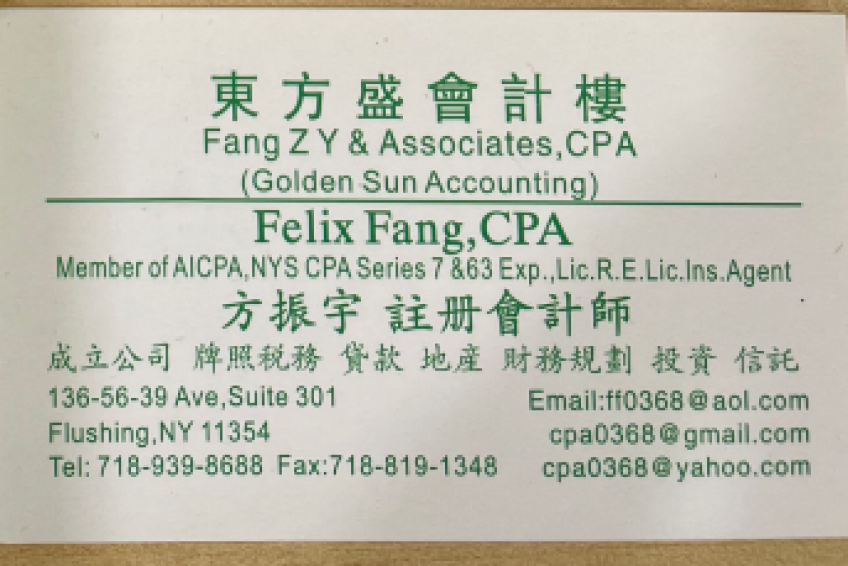 東方盛會計樓
Fang Z Y & Associates,CPA
(Golden Sun Accounting)
Felix Fang,CPA
Member of AICPA,NYS CPA Series 7 &63 Exp.,Lic.R.E.Lic.Ins.Agent
方振宇 註册會計師
成立公司 牌照税務 貸款 地產 財務規劃 投資 信託
136-56-39 Ave,Suite 301
Email:ff0368@aol.com
Flushing,NY 11354
cpa0368@gmail.com
Tel: 718-939-8688 Fax:718-819-1348
cpa0368@yahoo.com